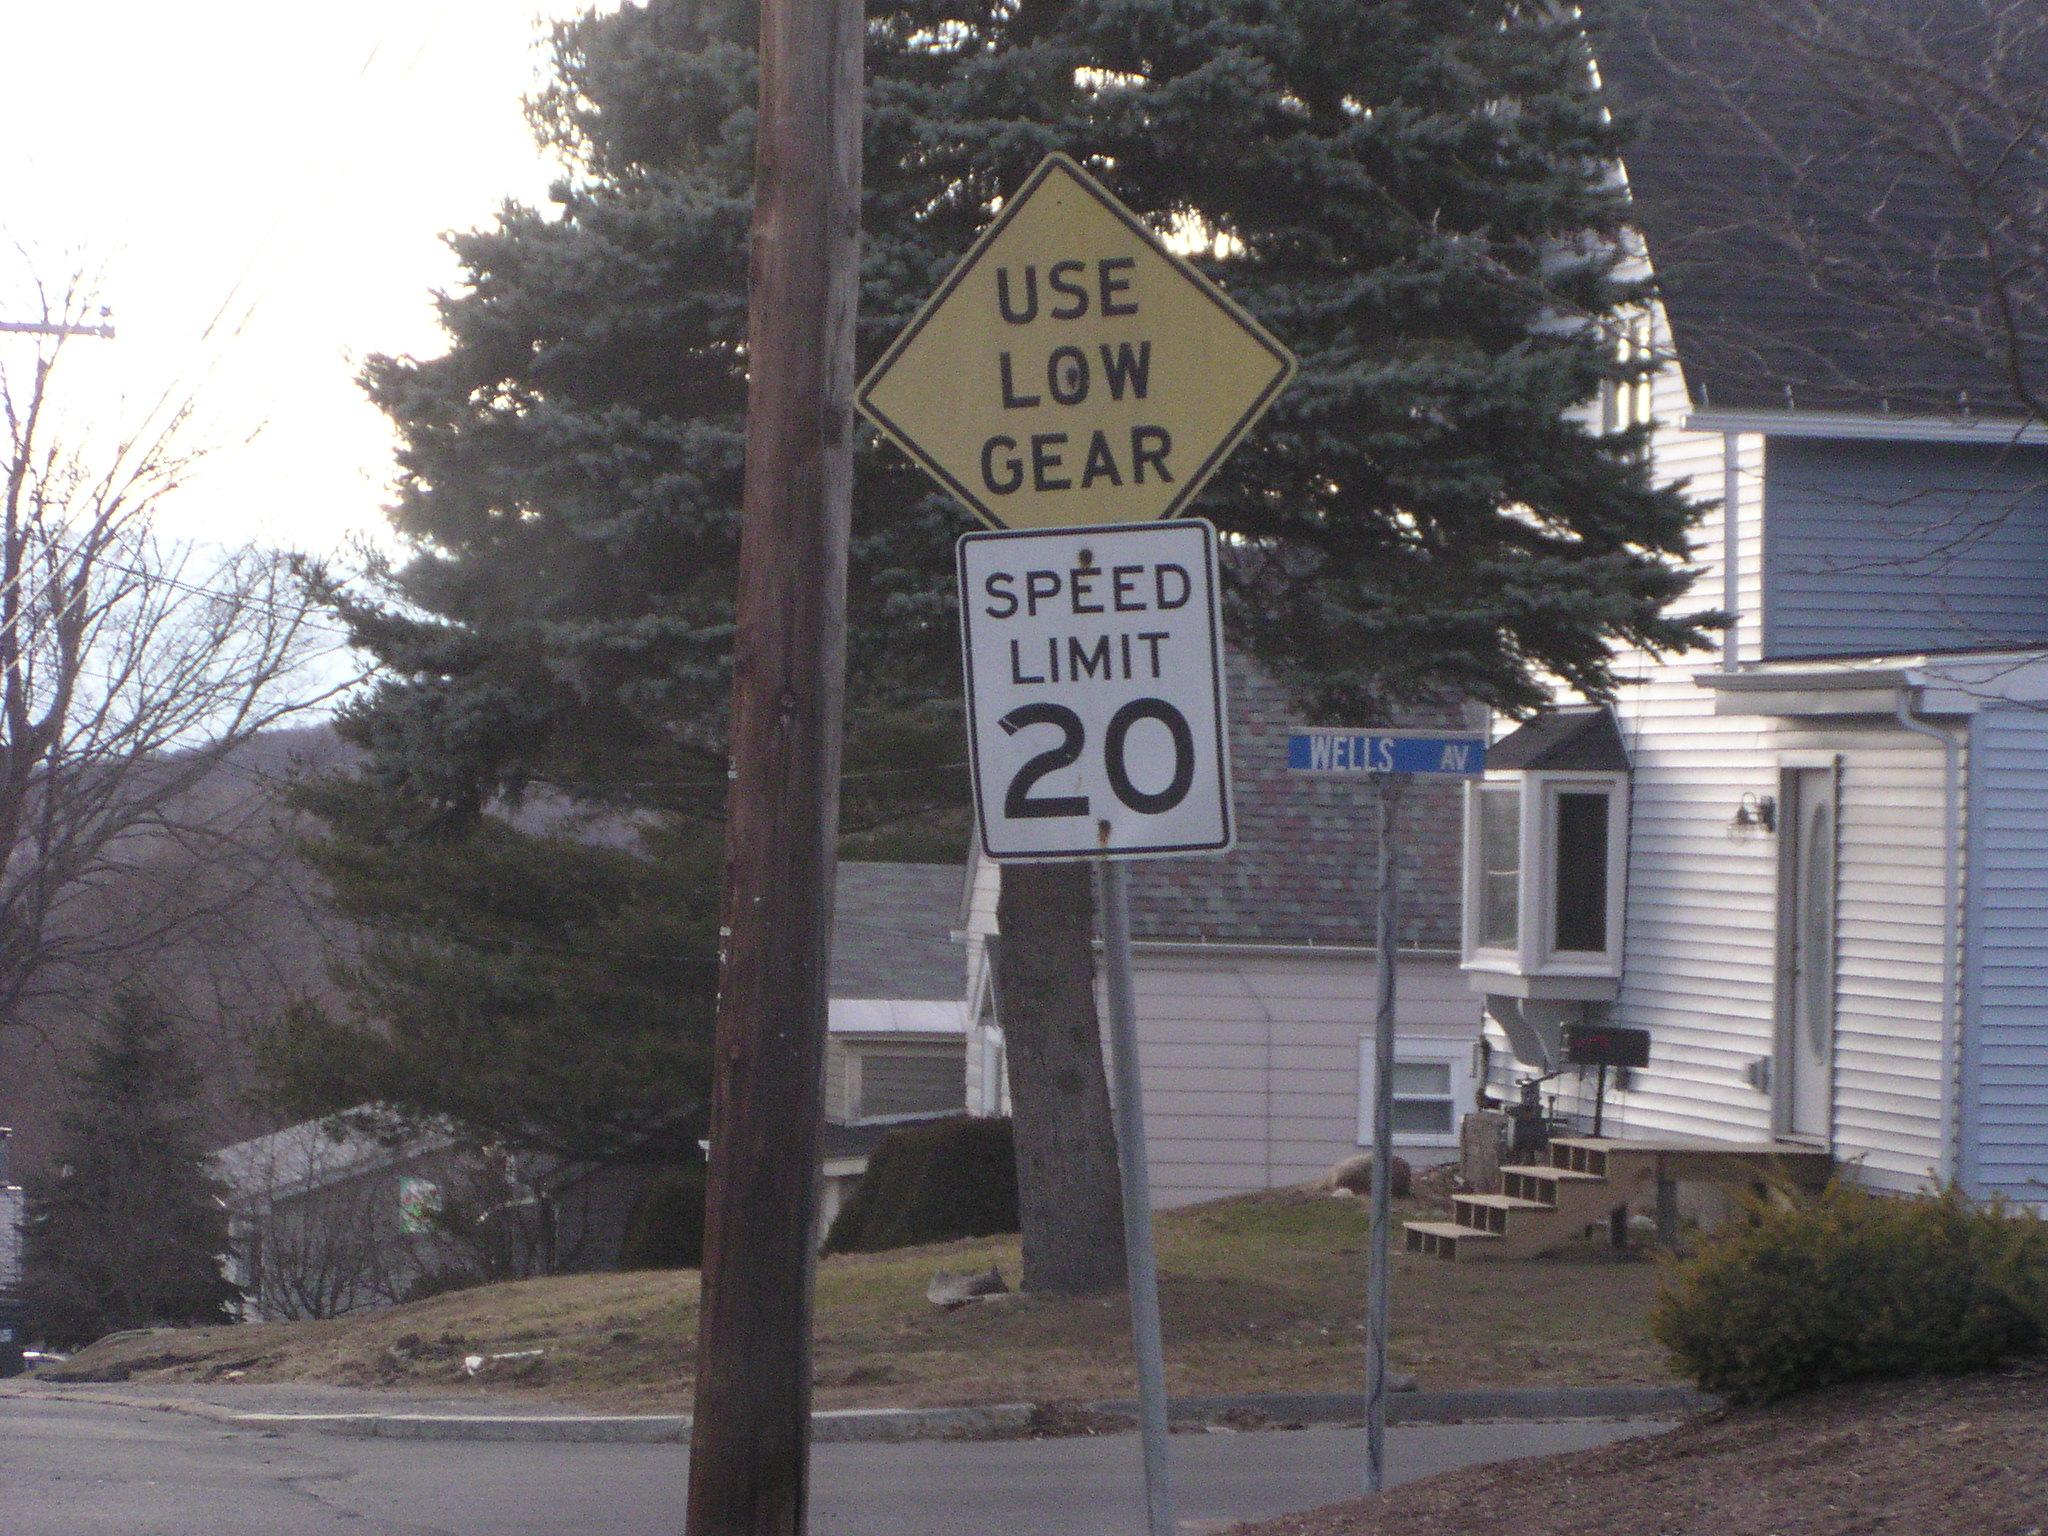 USE
LOW
GEAR
SPEED
LIMIT
20
WELLS AV